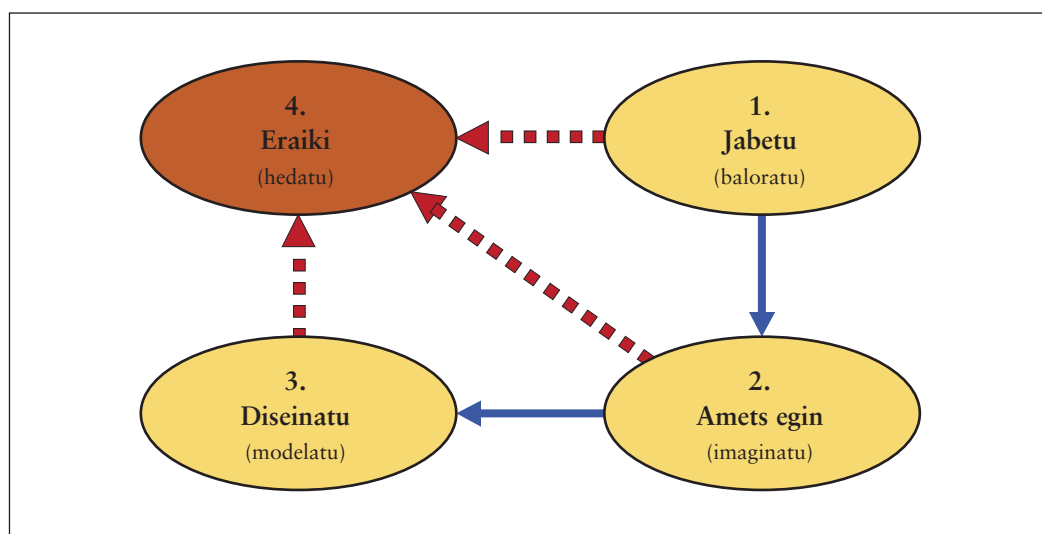 4.
Eraiki
(hedatu)
1.
Jabetu
(baloratu)
3.
Diseinatu
(modelatu)
2.
Amets egin
(imaginatu)